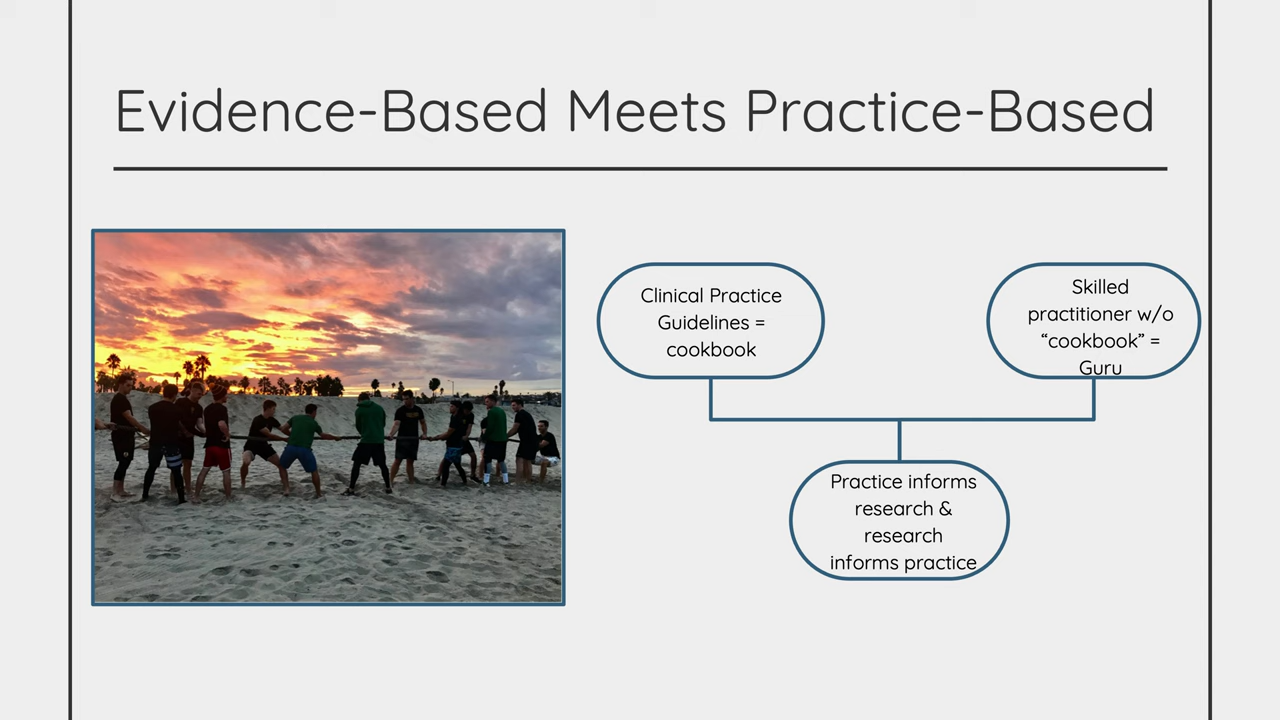 Evidence-Based Meets Practice-Based
Clinical Practice
Guidelines =
cookbook
Skilled
practitioner w/o
“cookbook” =
Guru
Practice informs
research &
research
informs practice